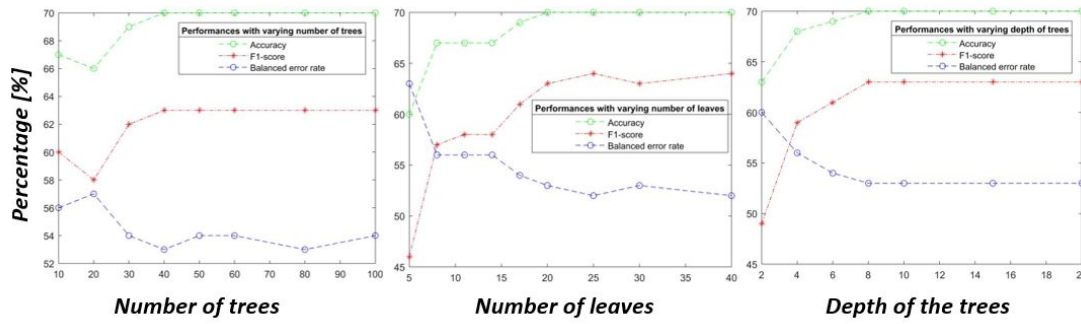 Percentage [%]
70
68
66
64
62
60
58
56
54
52
Performances with varying number of trees
Accuracy
F1-score
Balanced error rate
10 20 30 40 50 60 70 80 90 100
Number of trees
70
65
60
55
50
45
Performances with varying number of leaves
Accuracy
F1-score
Balanced error rate
5 10 15 20 25 30 35 40
Number of leaves
70
65
60
55
50
45
Performances with varying depth of trees
Accuracy
F1-score
Balanced error rate
2 4 6 8 10 12 14 16 18
Depth of the trees